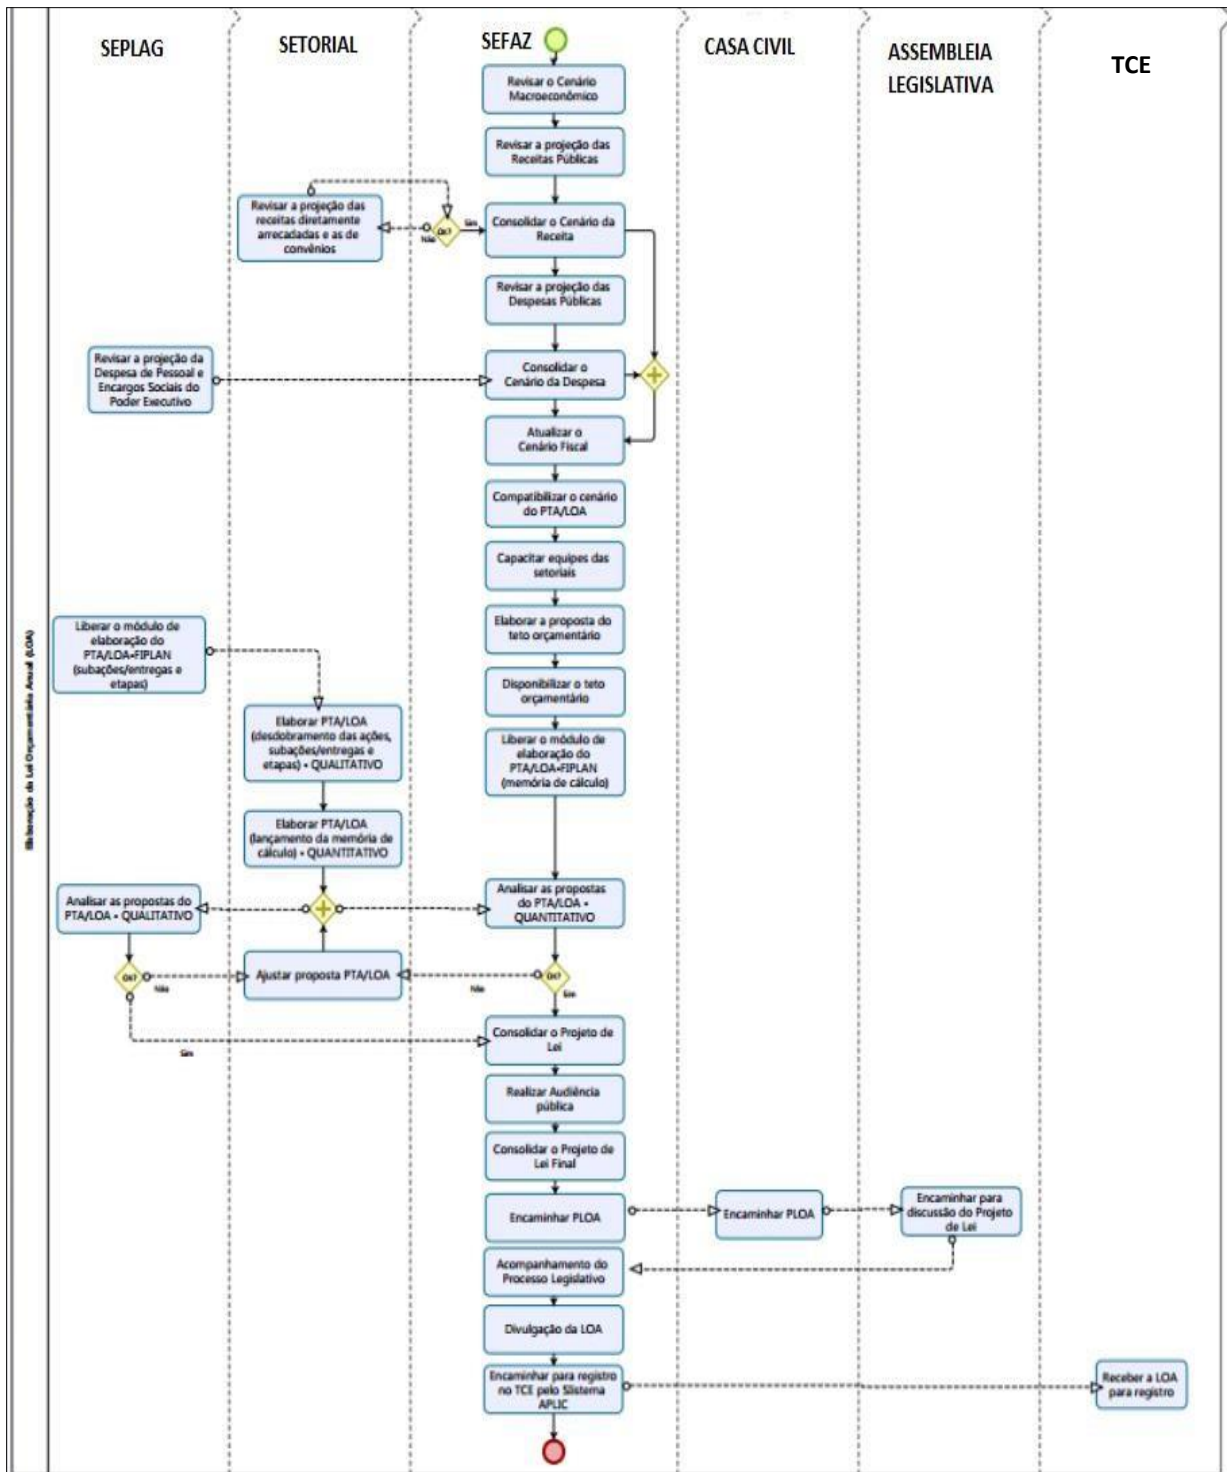 SEPLAG
SETORIAL
SEFAZ
CASA CIVIL
ASSEMBLEIA
LEGISLATIVA
TCE
Elaboração da Lei Orçamentária Anual (LOA)
Revisar o Cenário
Macroeconômico
Revisar a projeção das
Receitas Públicas
Revisar a projeção das
receitas diretamente
arrecadadas e as de
convênios
Ok?
Sim
Não
Consolidar o Cenário da
Receita
Revisar a projeção das
Despesas Públicas
Revisar a projeção da
Despesa de Pessoal e
Encargos Sociais do
Poder Executivo
Consolidar o
Cenário da Despesa
Atualizar o
Cenário Fiscal
Compatibilizar o cenário
do PTA/LOA
Capacitar equipes das
setoriais
Elaborar a proposta do
teto orçamentário
Liberar o módulo de
elaboração do
PTA/LOA-FIPLAN
(subações/entregas e
etapas)
Disponibilizar o teto
orçamentário
Elaborar PTA/LOA
(desdobramento das ações,
subações/entregas e
etapas) • QUALITATIVO
Liberar o módulo de
elaboração do
PTA/LOA-FIPLAN
(memória de cálculo)
Elaborar PTA/LOA
(lançamento da memória de
cálculo) • QUANTITATIVO
Analisar as propostas do
PTA/LOA • QUALITATIVO
Analisar as propostas
do PTA/LOA •
QUANTITATIVO
Ok?
Não
Sim
Ajustar proposta PTA/LOA
Não
Ok?
Sim
Consolidar o Projeto de
Lei
Realizar Audiência
pública
Consolidar o Projeto de
Lei Final
Encaminhar PLOA
Encaminhar PLOA
Encaminhar para
discussão do Projeto
de Lei
Acompanhamento do
Processo Legislativo
Divulgação da LOA
Encaminhar para registro
no TCE pelo SIistema
APLIC
Receber a LOA
para registro